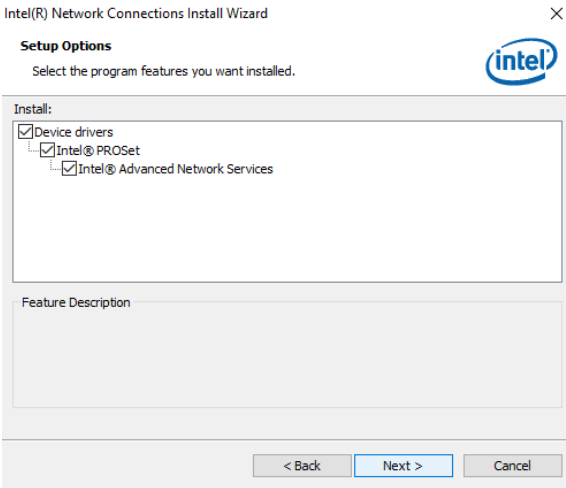 Intel(R) Network Connections Install Wizard
Setup Options
Select the program features you want installed.
intel
Install:
Device drivers
Intel® PROSet
Intel® Advanced Network Services
Feature Description
< Back
Next >
Cancel